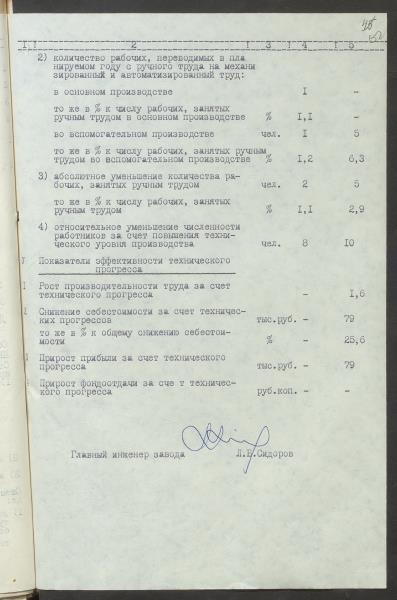 1 1 2 1 3 1 4 1 5
2) количество рабочих, переводимых в пла
нируемом году с ручного труда на механи
зированный и автоматизированный труд:
в основном производстве I -
то же в % к числу рабочих, занятых
ручным трудом в основном производстве % I,I -
во вспомогательном производстве чел. I 5
то же в % к числу рабочих, занятых ручным
трудом во вспомогательном производстве % I,2 6,3
3) абсолютное уменьшение количества ра-
бочих, занятых ручным трудом чел. 2 5
то же в % к числу рабочих, занятых
ручным трудом % I,I 2,9
4) относительное уменьшение численности
работников за счет повышения техни-
ческого уровня производства чел. 8 IO
Показатели эффективности технического
прогресса
Рост производительности труда за счет
технического прогресса - I,6
Снижение себестоимости за счет техничес-
ких прогрессов тыс.руб. - 79
то же в % к общему снижению себестои-
мости % - 25,6
Прирост прибыли за счет технического
прогресса тыс.руб. - 79
Прирост фондоотдачи за сче т техничес-
кого прогресса руб.коп. - -
Главный инженер завода Л.В.Сидоров